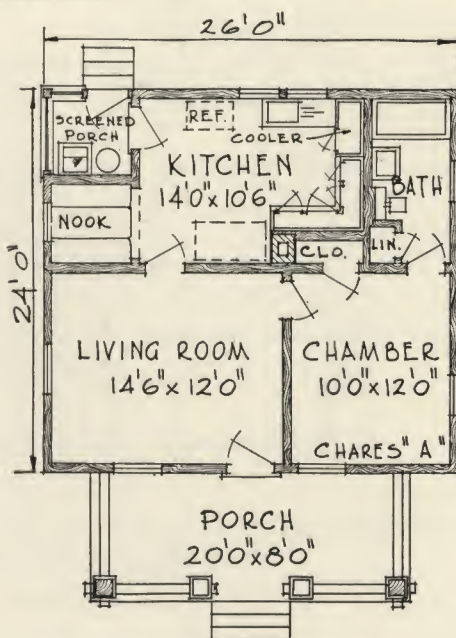 26'0"
SCREENED
PORCH
REF.
COOLER
KITCHEN
14'0"x10'6"
BATH
NOOK
CLO.
LIN.
24'0"
LIVING ROOM
14'6"x12'0"
CHAMBER
10'0"x12'0"
CHARES "A"
PORCH
20'0"x8'0"